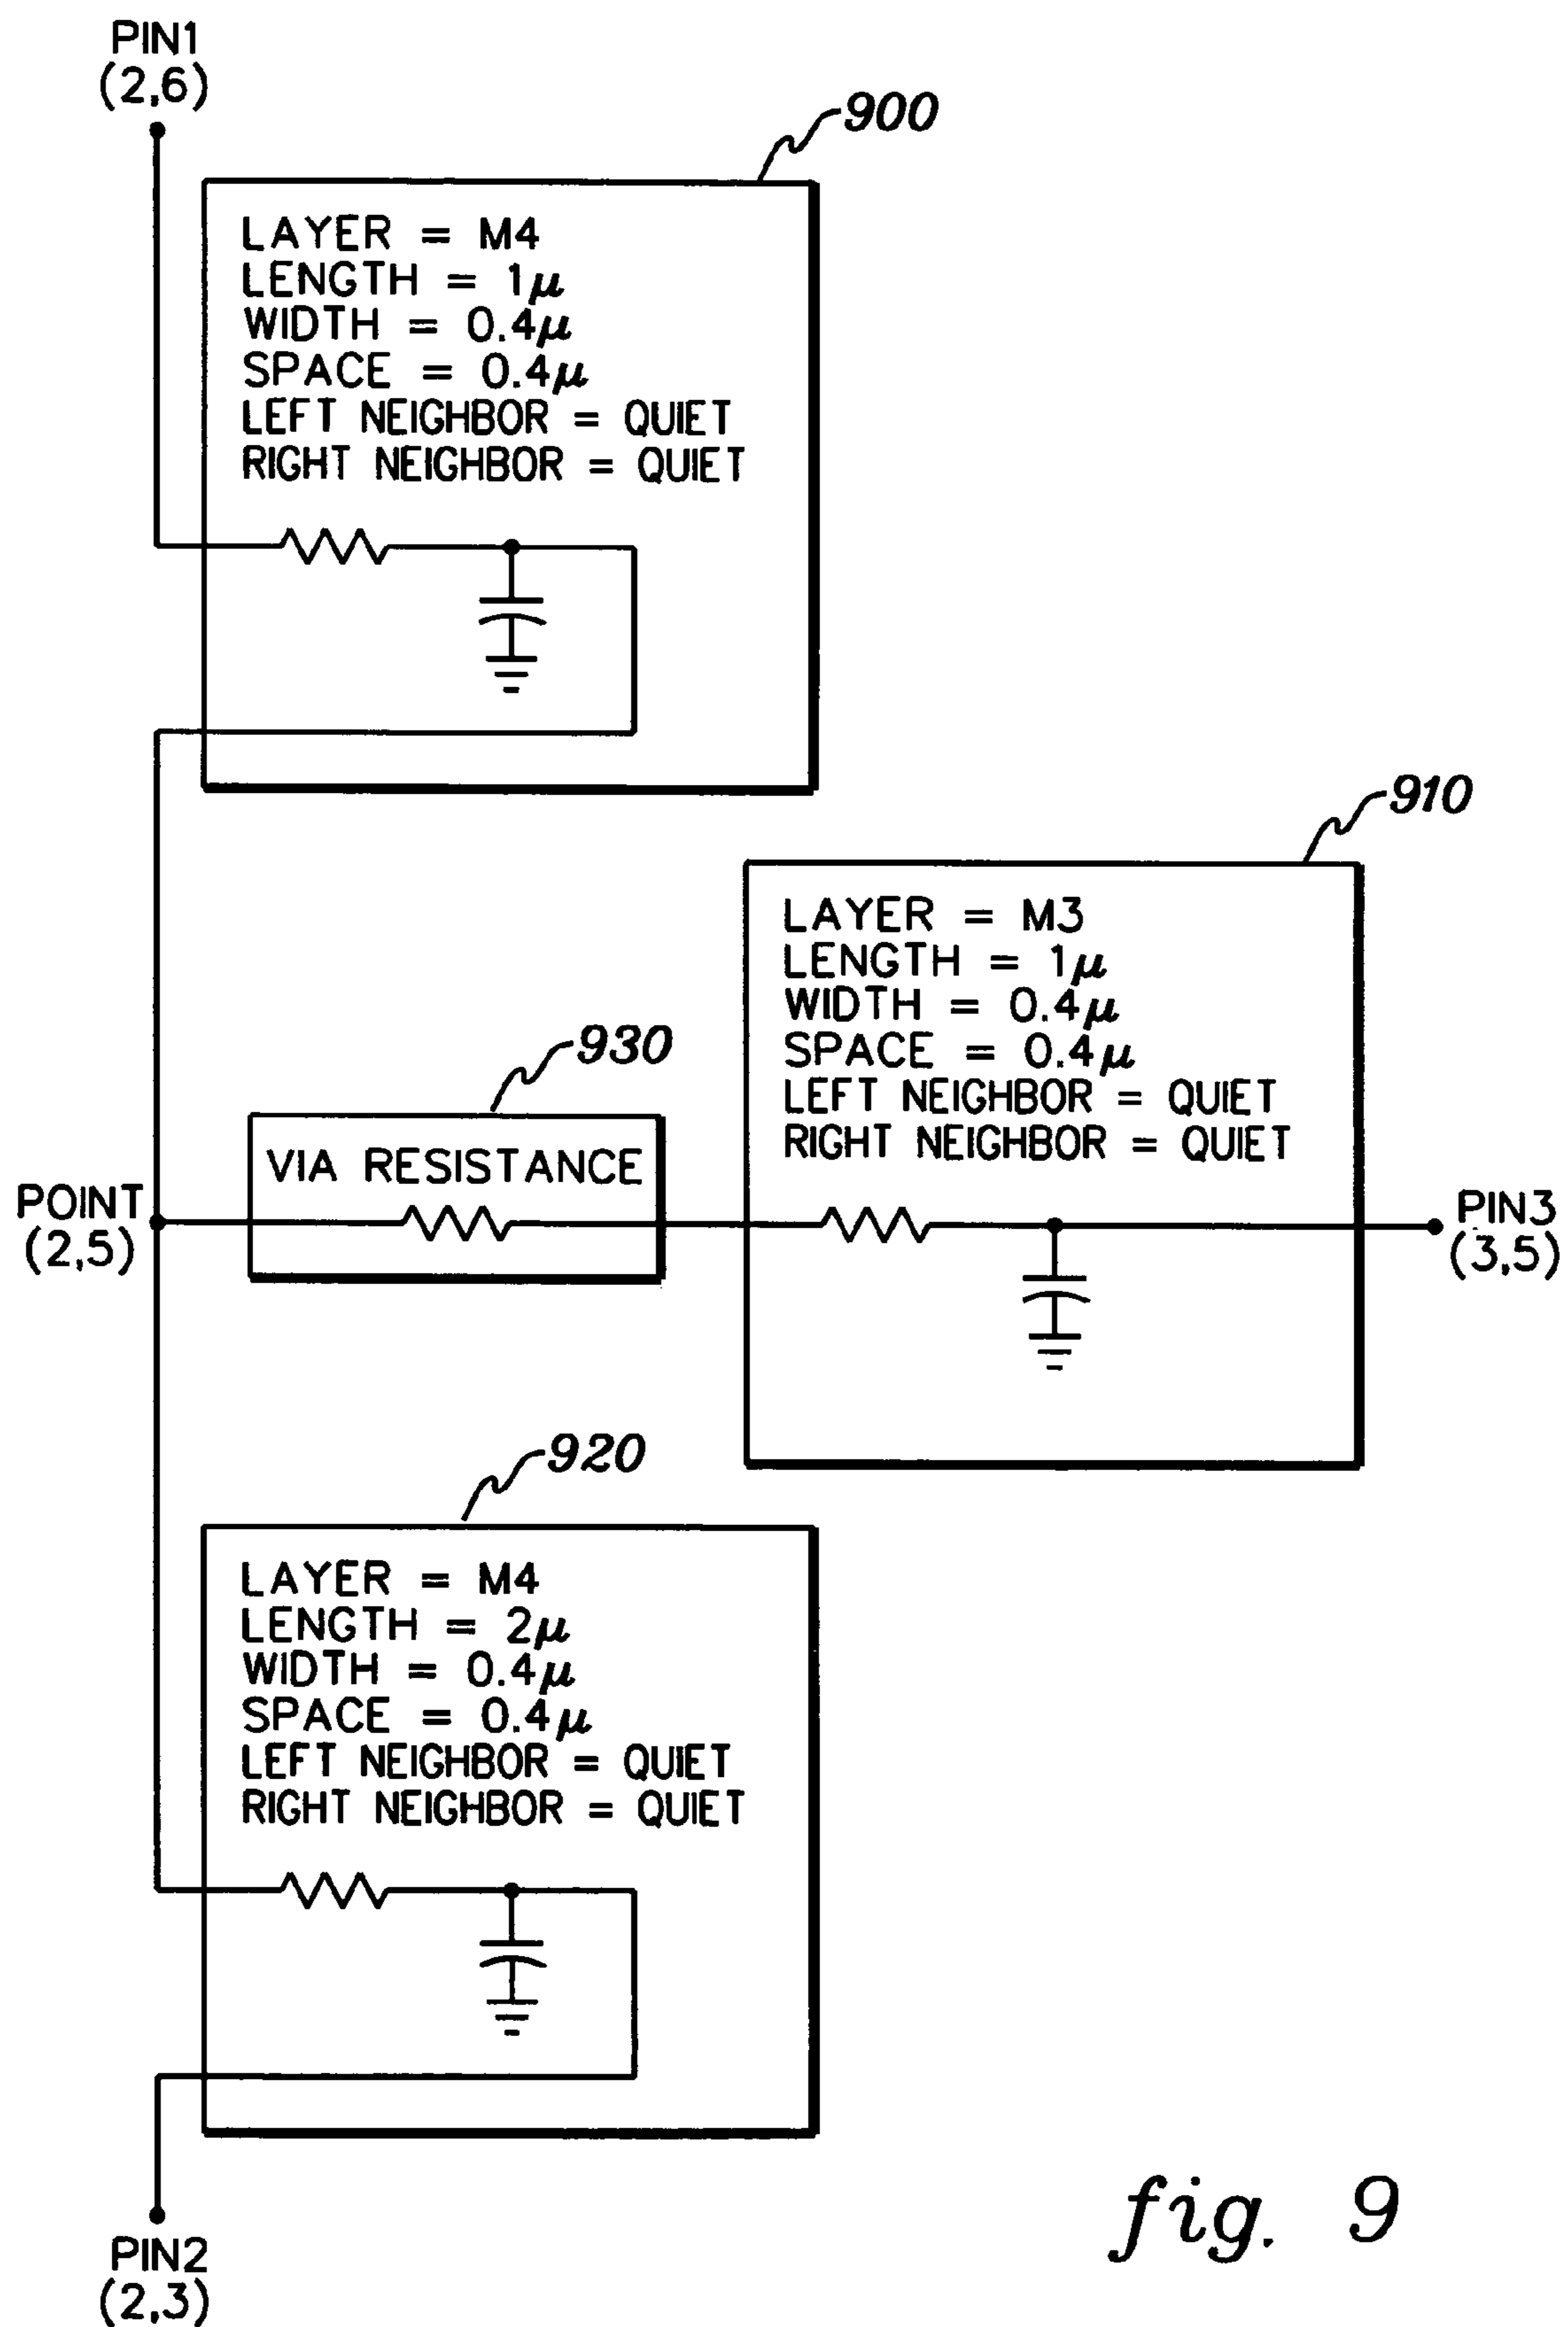 PIN1
(2,6)
900
LAYER = M4
LENGTH = 1μ
WIDTH = 0.4μ
SPACE = 0.4μ
LEFT NEIGHBOR = QUIET
RIGHT NEIGHBOR = QUIET
910
LAYER = M3
LENGTH = 1μ
WIDTH = 0.4μ
SPACE = 0.4μ
LEFT NEIGHBOR = QUIET
RIGHT NEIGHBOR = QUIET
930
VIA RESISTANCE
POINT
(2,5)
PIN3
(3,5)
920
LAYER = M4
LENGTH = 2μ
WIDTH = 0.4μ
SPACE = 0.4μ
LEFT NEIGHBOR = QUIET
RIGHT NEIGHBOR = QUIET
PIN2
(2,3)
fig. 9